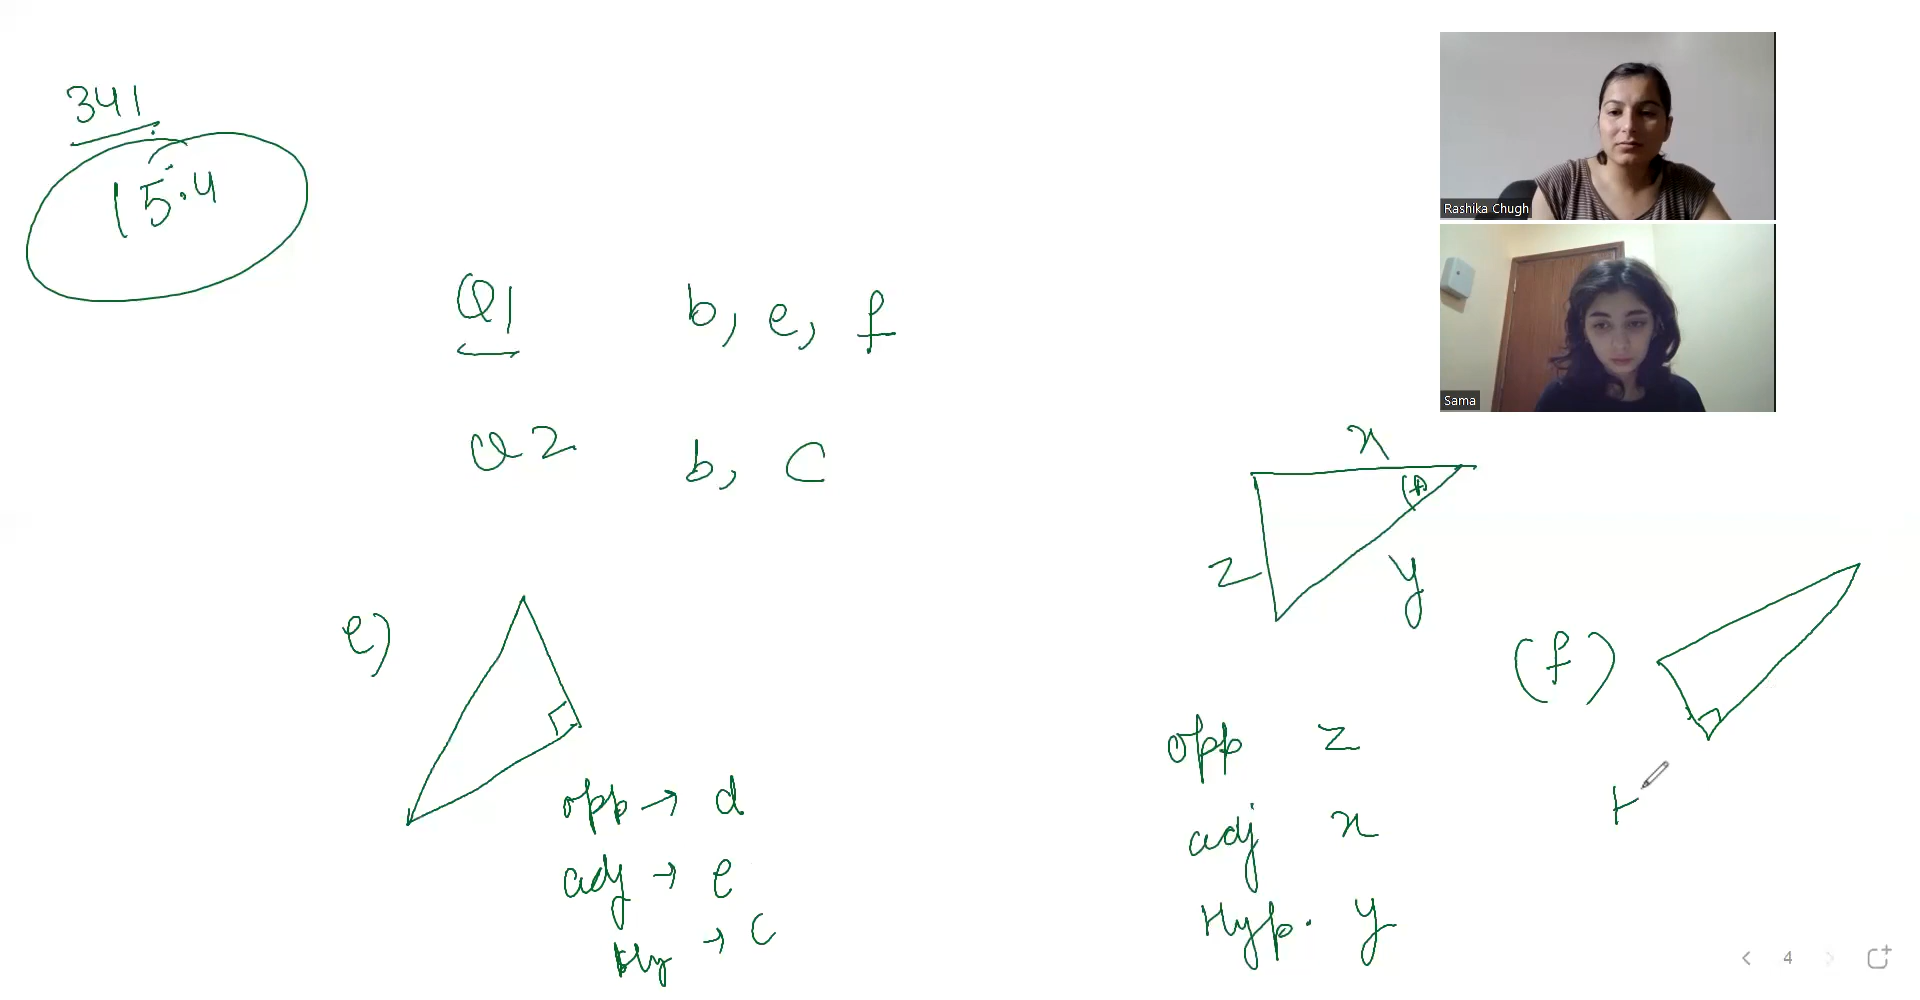 341
15.4
Q1 b, e, f
Q2 b, C
e)
opp → d
adj → e
Hy → C
x
A
z
y
opp z
adj x
Hyp. y
(f)
H
Rashika Chugh
Sama
4